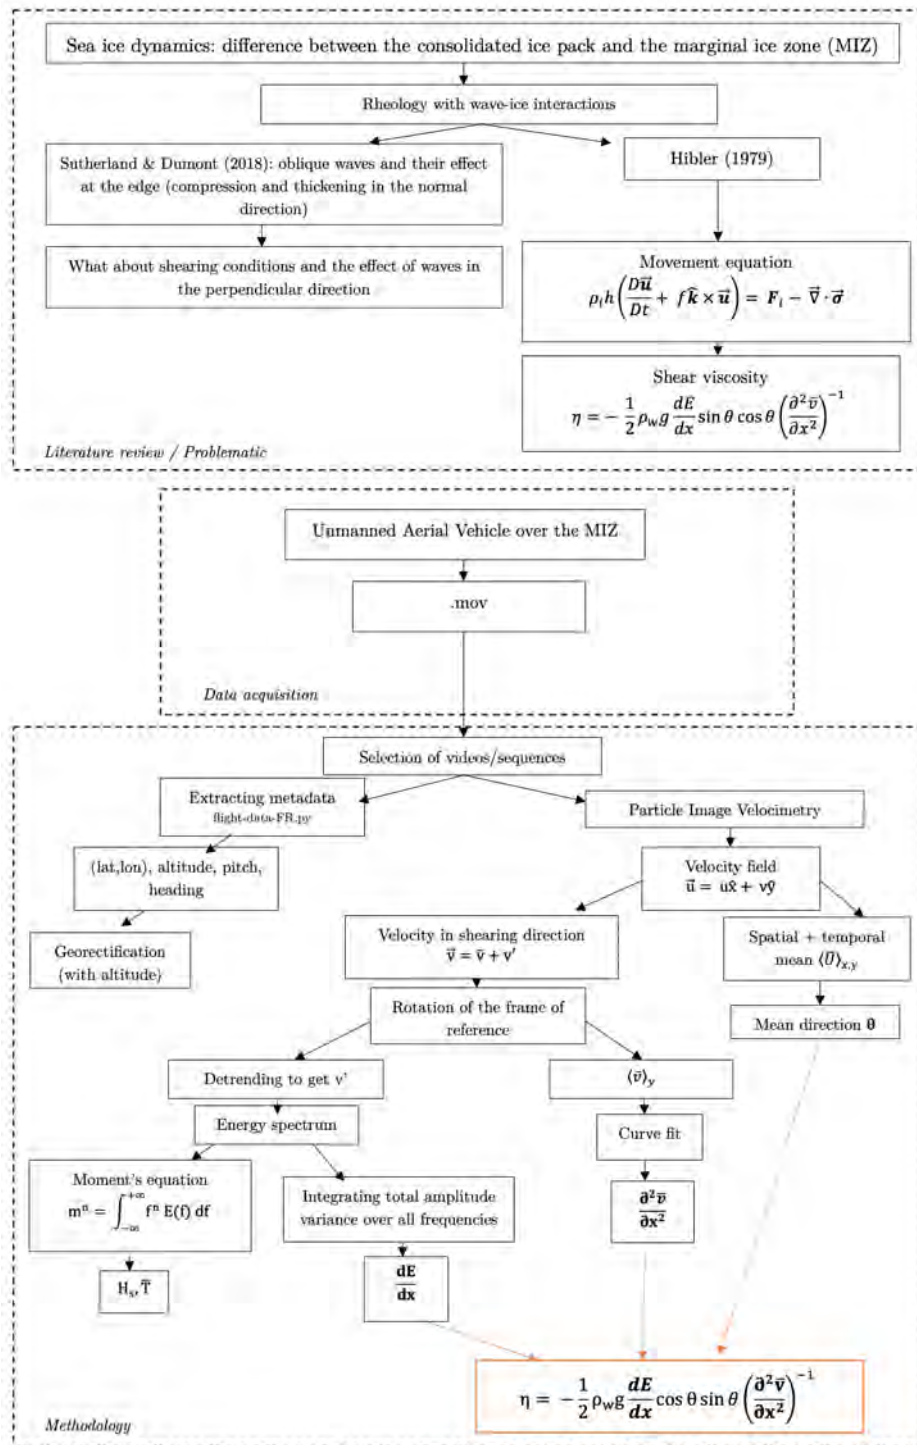 Sea ice dynamics: difference between the consolidated ice pack and the marginal ice zone (MIZ)
Rheology with wave-ice interactions
Sutherland & Dumont (2018): oblique waves and their effect
at the edge (compression and thickening in the normal
direction)
Hibler (1979)
What about shearing conditions and the effect of waves in
the perpendicular direction
Movement equation
ρᵢh(Du⃗/Dt + fk̂ × u⃗) = Fᵢ − ∇⃗ · σ⃗
Shear viscosity
η = − 1/2 ρ_w g dE/dx sin θ cos θ (∂²v̄/∂x²)⁻¹
Literature review / Problematic
Unmanned Aerial Vehicle over the MIZ
.mov
Data acquisition
Selection of videos/sequences
Extracting metadata
flight-data-FR.py
Particle Image Velocimetry
(lat,lon), altitude, pitch,
heading
Velocity field
u⃗ = ux̂ + vŷ
Georectification
(with altitude)
Velocity in shearing direction
v⃗ = v̄ + v′
Spatial + temporal
mean ⟨U̅⟩ₓ,ᵧ
Rotation of the frame of
reference
Mean direction θ
Detrending to get v'
⟨v̄⟩ᵧ
Energy spectrum
Curve fit
Moment's equation
mⁿ = ∫_{−∞}^{+∞} fⁿ E(f) df
Integrating total amplitude
variance over all frequencies
∂²v̄/∂x²
Hₛ, T̄
dE/dx
η = − 1/2 ρ_w g dE/dx cos θ sin θ (∂²v̄/∂x²)⁻¹
Methodology